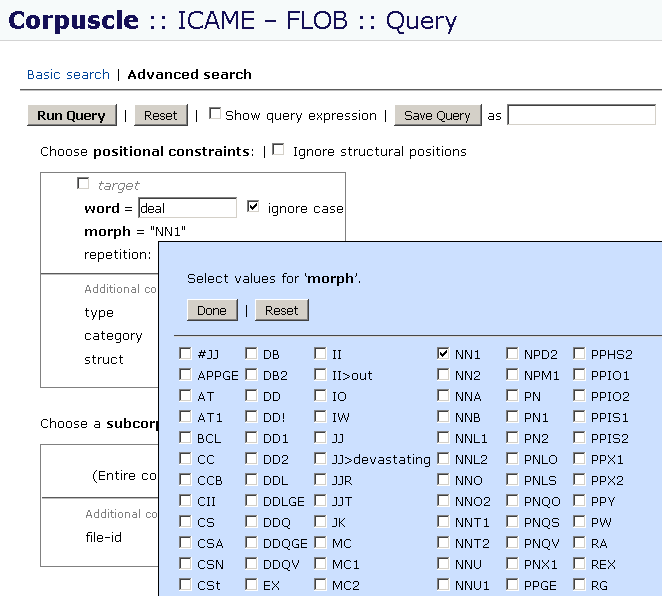 Corpuscle :: ICAME – FLOB :: Query
Basic search | Advanced search
Run Query | Reset | Show query expression | Save Query as
Choose positional constraints: | Ignore structural positions
target
word = deal ignore case
morph = "NN1"
repetition:
Additional co
type
category
struct
Choose a subcorp
(Entire co
Additional co
file-id
Select values for 'morph'.
Done | Reset
#JJ DB II NN1 NPD2 PPHS2
APPGE DB2 II>out NN2 NPM1 PPIO1
AT DD IO NNA PN PPIO2
AT1 DD! IW NNB PN1 PPIS1
BCL DD1 JJ NNL1 PN2 PPIS2
CC DD2 JJ>devastating NNL2 PNLO PPX1
CCB DDL JJR NNO PNLS PPX2
CII DDLGE JJT NNO2 PNQO PPY
CS DDQ JK NNT1 PNQS PW
CSA DDQGE MC NNT2 PNQV RA
CSN DDQV MC1 NNU PNX1 REX
CSt EX MC2 NNU1 PPGE RG